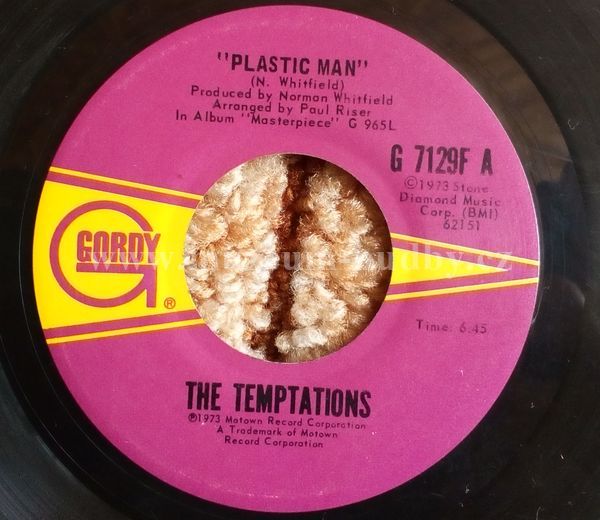 "PLASTIC MAN"
(N. Whitfield)
Produced by Norman Whitfield
Arranged by Paul Riser
In Album "Masterpiece" G 965L
G 7129F A
©1973 Stone
Diamond Music
Corp. (BMI)
62151
GORDY
®
Time: 6.45
THE TEMPTATIONS
℗1973 Motown Record Corporation
A Trademark of Motown
Record Corporation